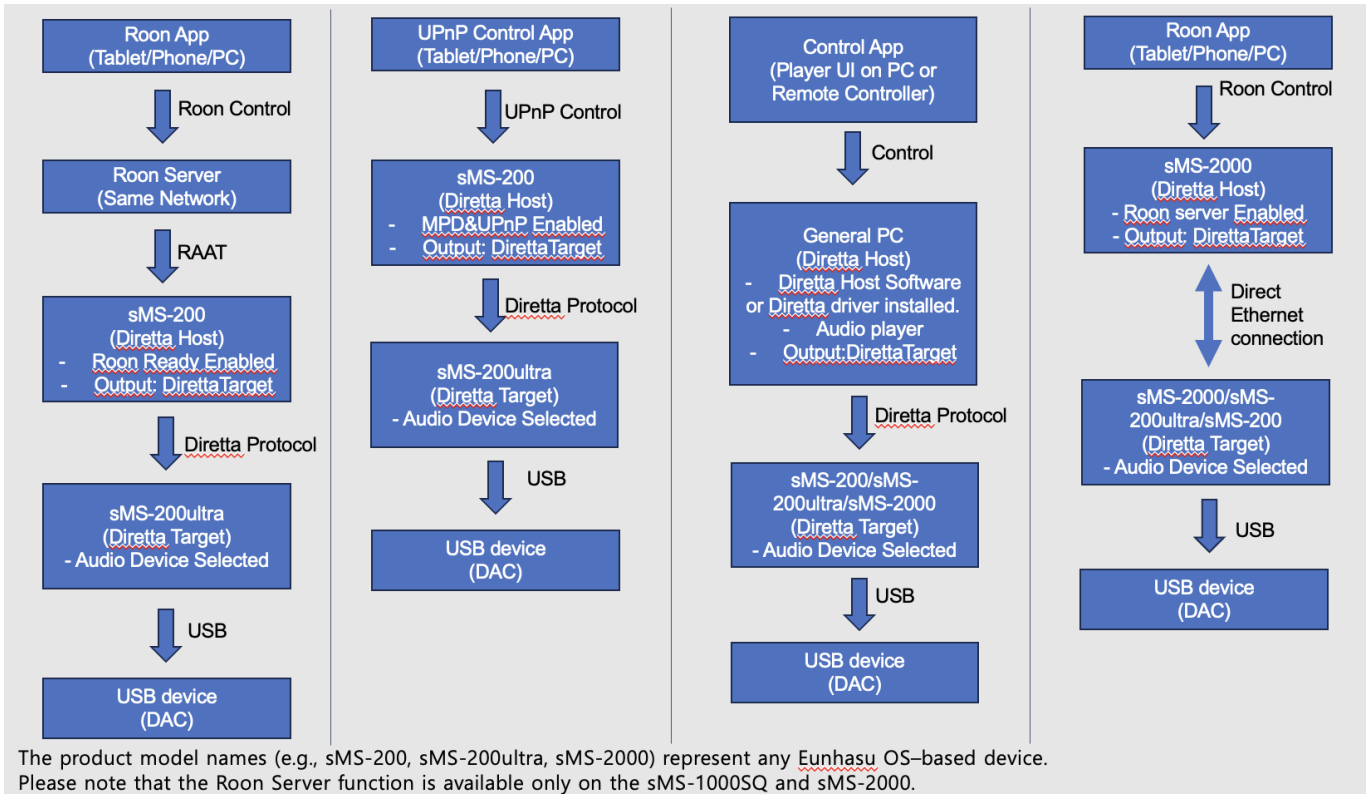 Roon App
(Tablet/Phone/PC)
Roon Control
Roon Server
(Same Network)
RAAT
sMS-200
(Diretta Host)
- Roon Ready Enabled
- Output: DirettaTarget
Diretta Protocol
sMS-200ultra
(Diretta Target)
- Audio Device Selected
USB
USB device
(DAC)
UPnP Control App
(Tablet/Phone/PC)
UPnP Control
sMS-200
(Diretta Host)
- MPD&UPnP Enabled
- Output: DirettaTarget
Diretta Protocol
sMS-200ultra
(Diretta Target)
- Audio Device Selected
USB
USB device
(DAC)
Control App
(Player UI on PC or
Remote Controller)
Control
General PC
(Diretta Host)
- Diretta Host Software
or Diretta driver installed.
- Audio player
- Output:DirettaTarget
Diretta Protocol
sMS-200/sMS-
200ultra/sMS-2000
(Diretta Target)
- Audio Device Selected
USB
USB device
(DAC)
Roon App
(Tablet/Phone/PC)
Roon Control
sMS-2000
(Diretta Host)
- Roon server Enabled
- Output: DirettaTarget
Direct
Ethernet
connection
sMS-2000/sMS-
200ultra/sMS-200
(Diretta Target)
- Audio Device Selected
USB
USB device
(DAC)
The product model names (e.g., sMS-200, sMS-200ultra, sMS-2000) represent any Eunhasu OS–based device.
Please note that the Roon Server function is available only on the sMS-1000SQ and sMS-2000.